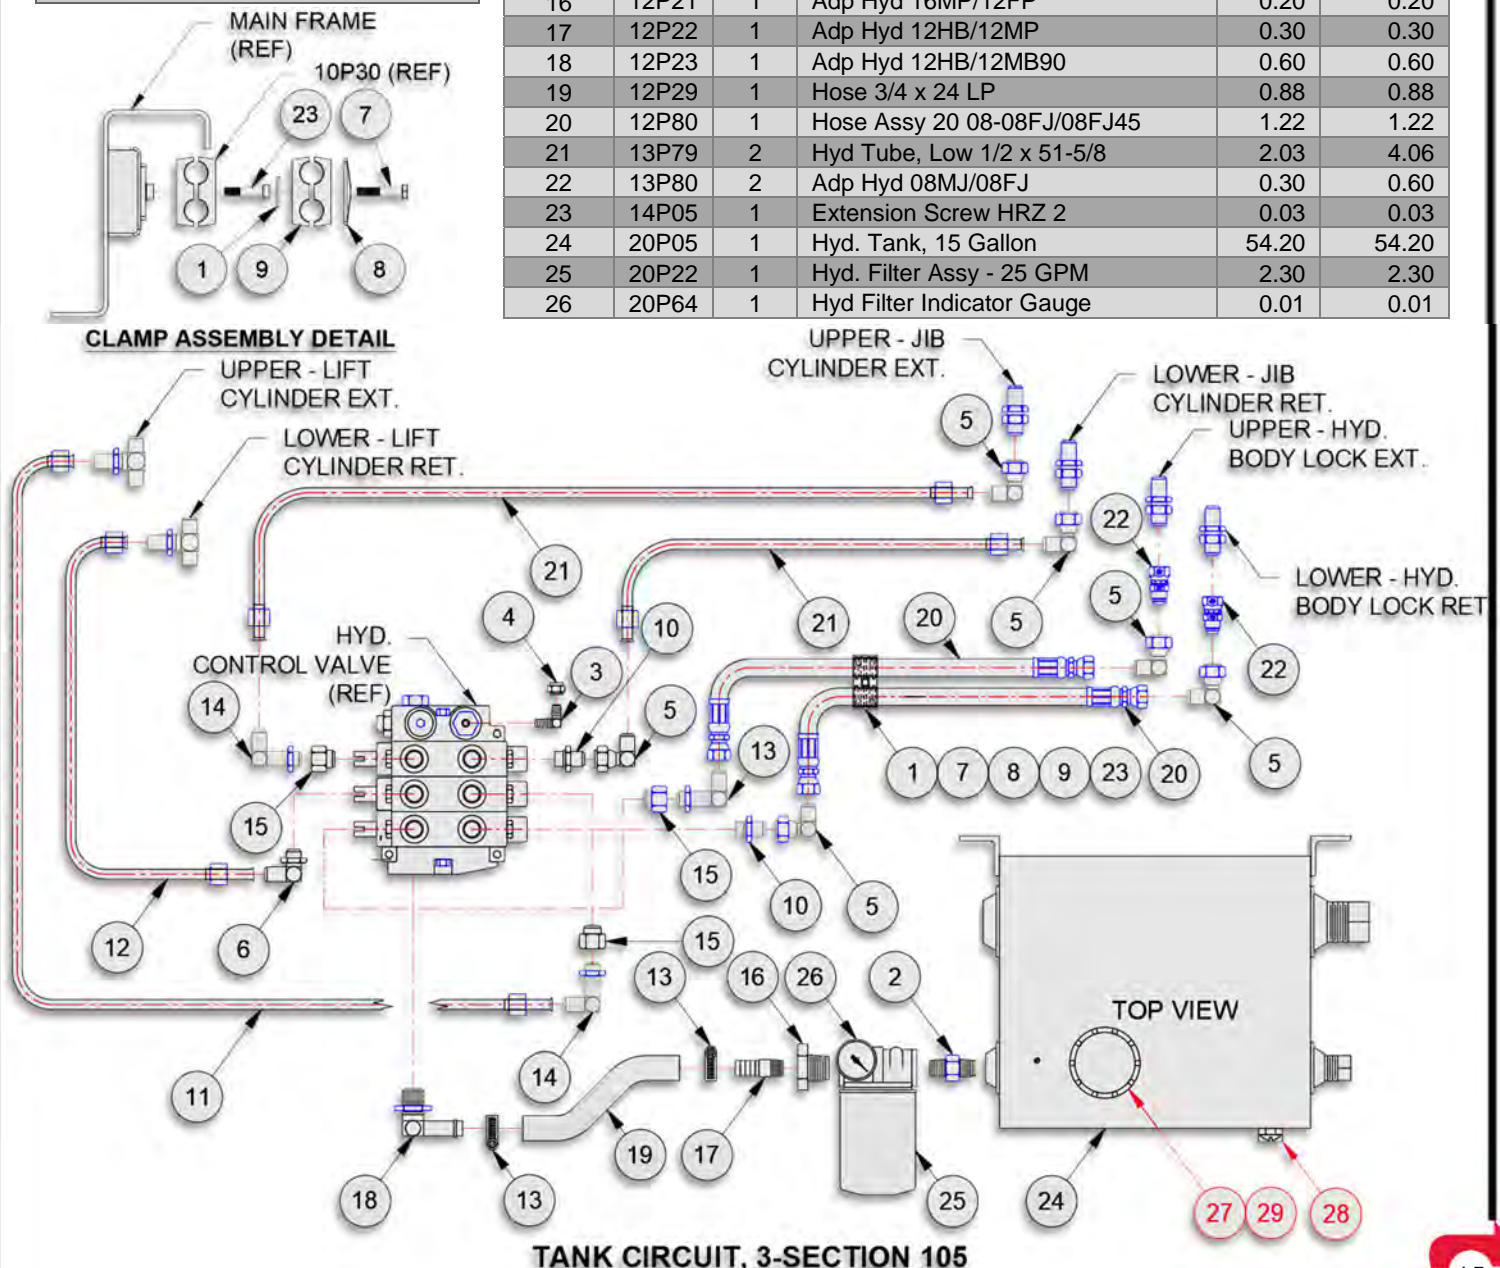 MAIN FRAME
(REF)
10P30 (REF)
23 7
1 9 8
CLAMP ASSEMBLY DETAIL
16 12P21 1 Adp Hyd 16MP/12FP 0.20 0.20
17 12P22 1 Adp Hyd 12HB/12MP 0.30 0.30
18 12P23 1 Adp Hyd 12HB/12MB90 0.60 0.60
19 12P29 1 Hose 3/4 x 24 LP 0.88 0.88
20 12P80 1 Hose Assy 20 08-08FJ/08FJ45 1.22 1.22
21 13P79 2 Hyd Tube, Low 1/2 x 51-5/8 2.03 4.06
22 13P80 2 Adp Hyd 08MJ/08FJ 0.30 0.60
23 14P05 1 Extension Screw HRZ 2 0.03 0.03
24 20P05 1 Hyd. Tank, 15 Gallon 54.20 54.20
25 20P22 1 Hyd. Filter Assy - 25 GPM 2.30 2.30
26 20P64 1 Hyd Filter Indicator Gauge 0.01 0.01
UPPER - LIFT
CYLINDER EXT.
LOWER - LIFT
CYLINDER RET.
UPPER - JIB
CYLINDER EXT.
LOWER - JIB
CYLINDER RET.
UPPER - HYD.
BODY LOCK EXT.
LOWER - HYD.
BODY LOCK RET
5
22
21
5
4
10
21
20
5
22
HYD.
CONTROL VALVE
(REF)
3
14
5
13
1 7 8 9 23 20
5
15
15
10
5
12
6
15
13
16
26
2
TOP VIEW
14
11
18
13
19
17
25
24
27 29 28
TANK CIRCUIT, 3-SECTION 105